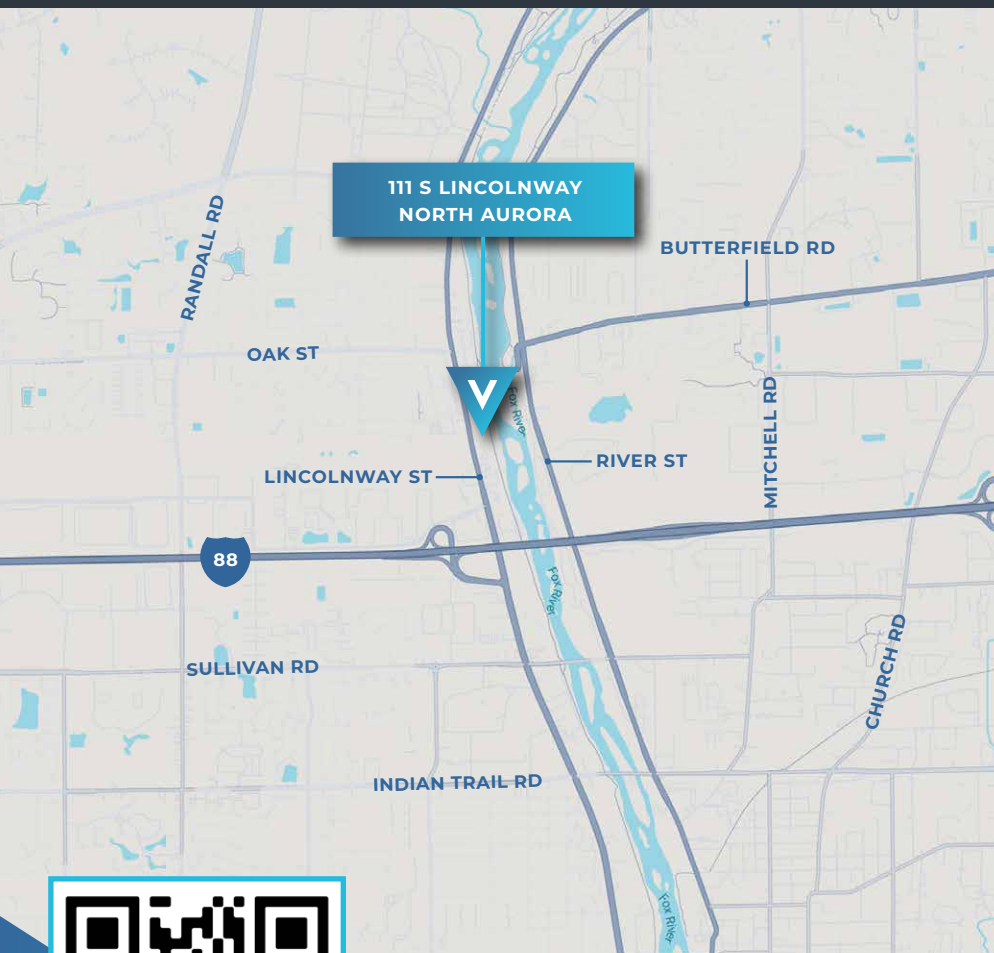 111 S LINCOLNWAY
NORTH AURORA
RANDALL RD
BUTTERFIELD RD
OAK ST
V
Fox River
MITCHELL RD
LINCOLNWAY ST
RIVER ST
88
Fox River
CHURCH RD
SULLIVAN RD
INDIAN TRAIL RD
Fox River